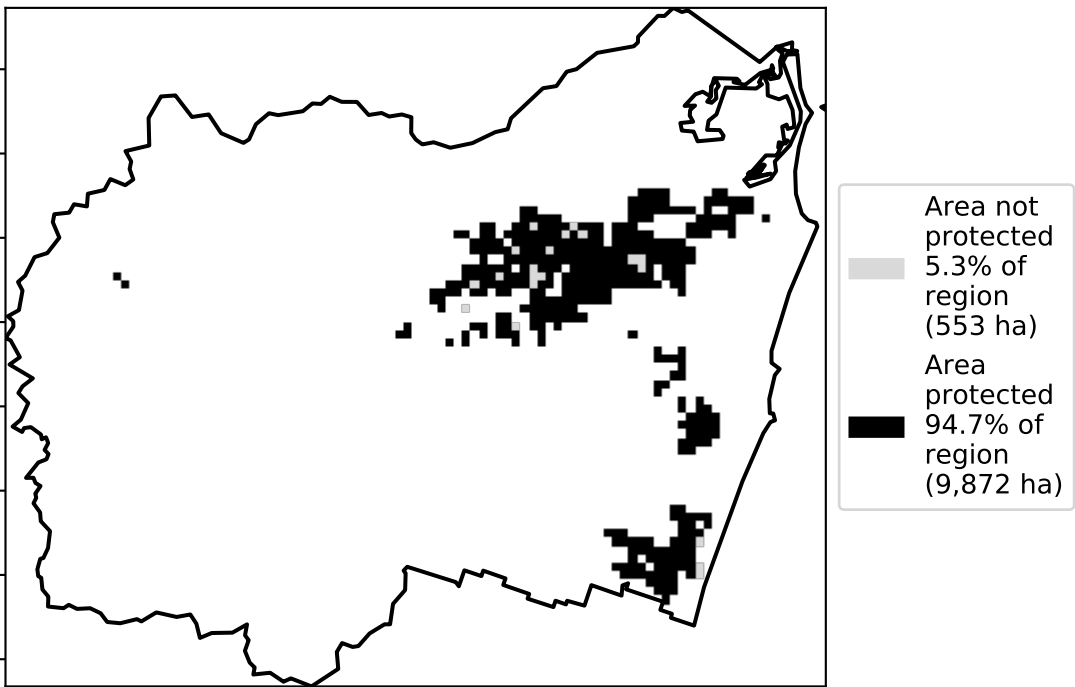 Area not
protected
5.3% of
region
(553 ha)
Area
protected
94.7% of
region
(9,872 ha)